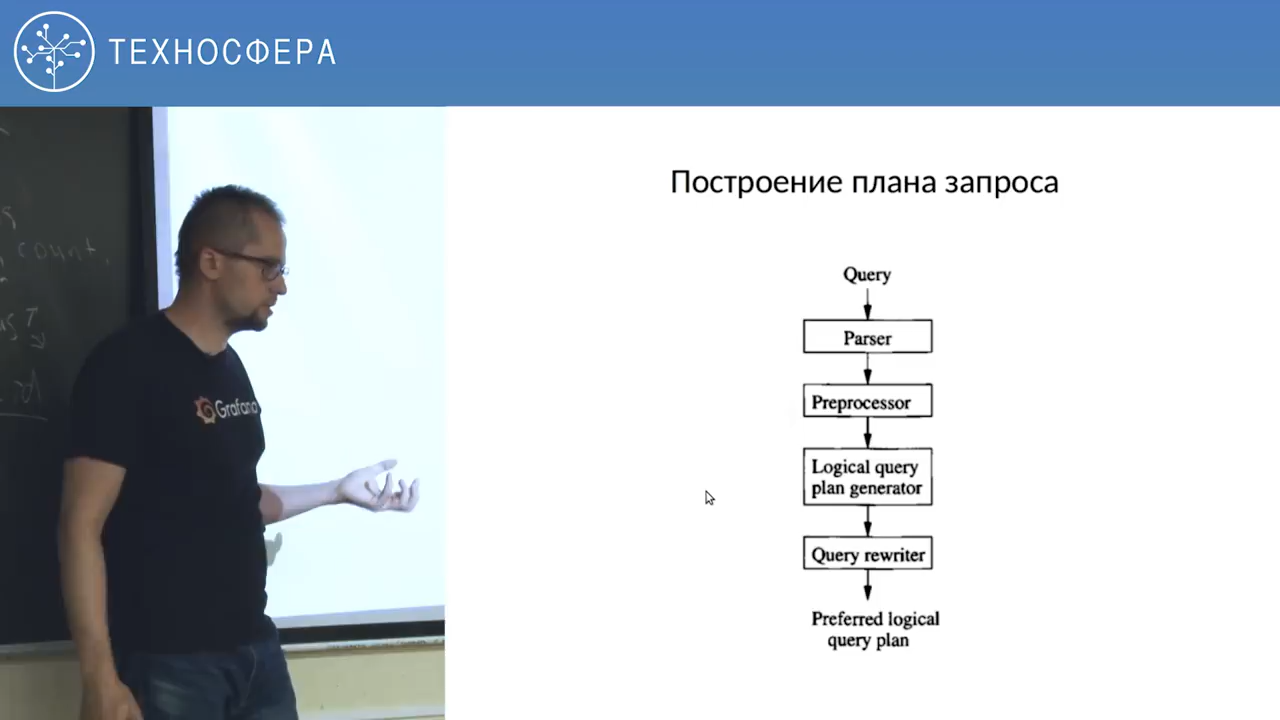 ТЕХНОСФЕРА
Построение плана запроса
Query
Parser
Preprocessor
Logical query
plan generator
Query rewriter
Preferred logical
query plan
count,
Grafana